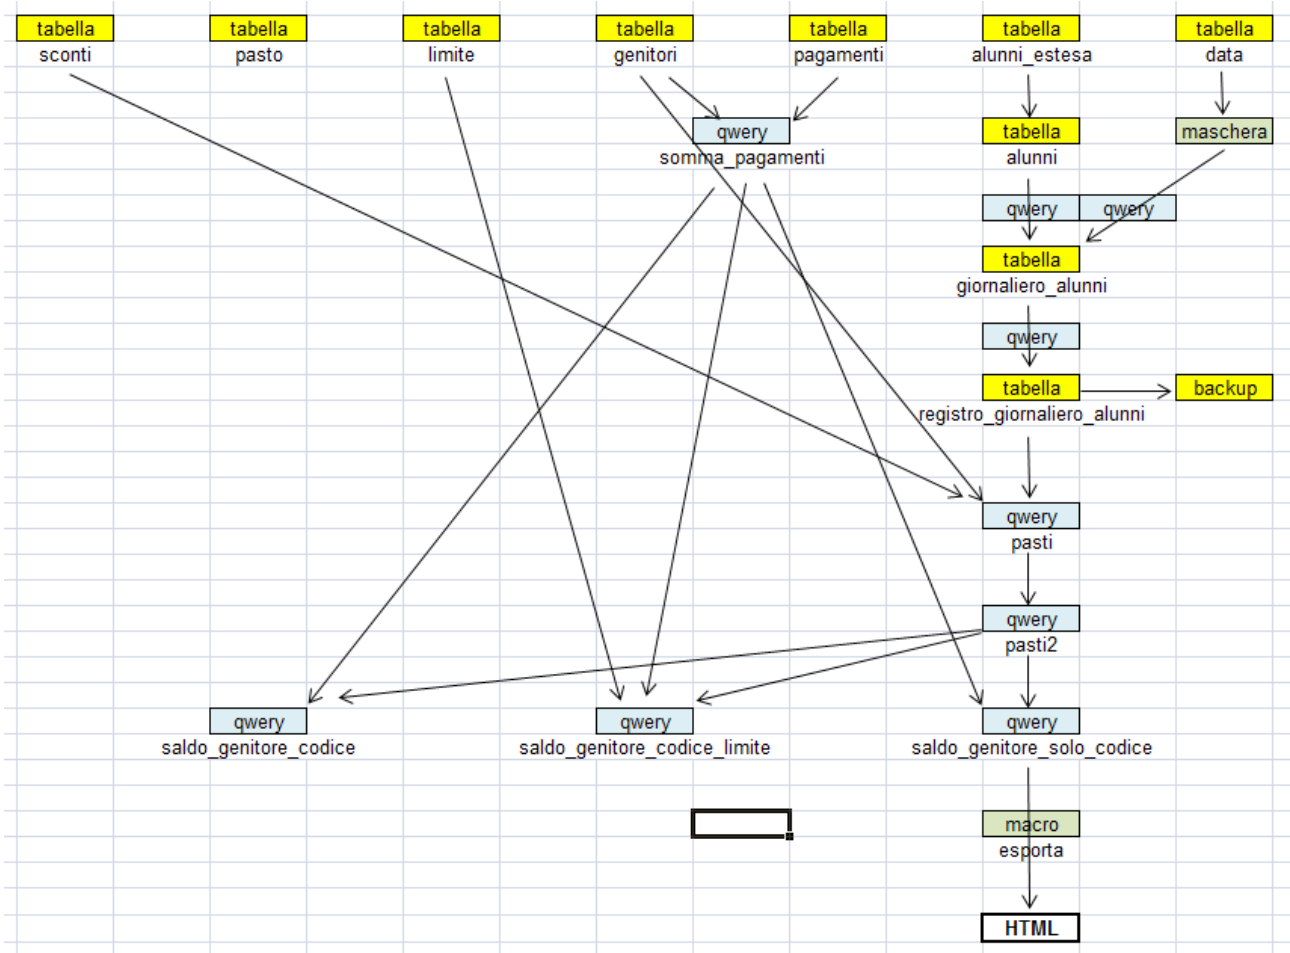 tabella tabella tabella tabella tabella tabella tabella
sconti pasto limite genitori pagamenti alunni_estesa data
qwery tabella maschera
somma_pagamenti alunni
qwery qwery
tabella
giornaliero_alunni
qwery
tabella backup
registro_giornaliero_alunni
qwery
pasti
qwery
pasti2
qwery qwery qwery
saldo_genitore_codice saldo_genitore_codice_limite saldo_genitore_solo_codice
macro
esporta
HTML